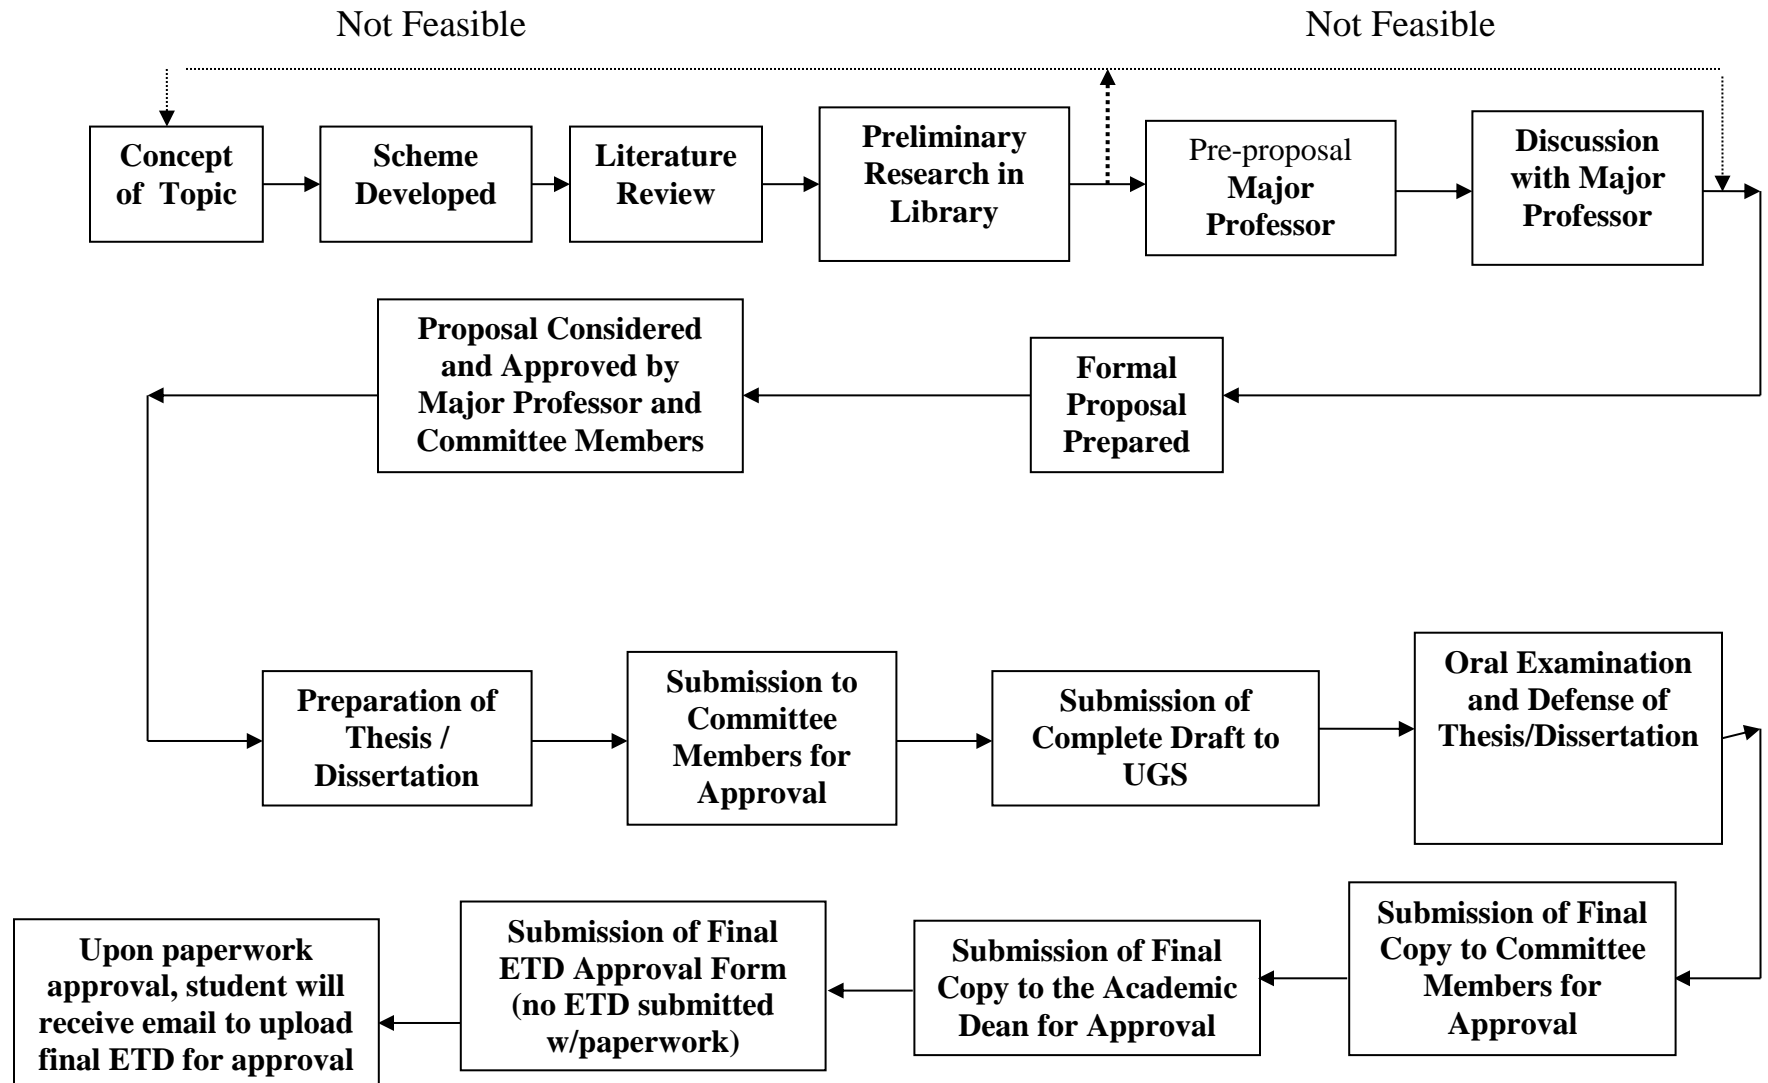 Not Feasible
Not Feasible
Concept
of Topic
Scheme
Developed
Literature
Review
Preliminary
Research in
Library
Pre-proposal
Major
Professor
Discussion
with Major
Professor
Proposal Considered
and Approved by
Major Professor and
Committee Members
Formal
Proposal
Prepared
Preparation of
Thesis /
Dissertation
Submission to
Committee
Members for
Approval
Submission of
Complete Draft to
UGS
Oral Examination
and Defense of
Thesis/Dissertation
Upon paperwork
approval, student will
receive email to upload
final ETD for approval
Submission of Final
ETD Approval Form
(no ETD submitted
w/paperwork)
Submission of Final
Copy to the Academic
Dean for Approval
Submission of Final
Copy to Committee
Members for
Approval